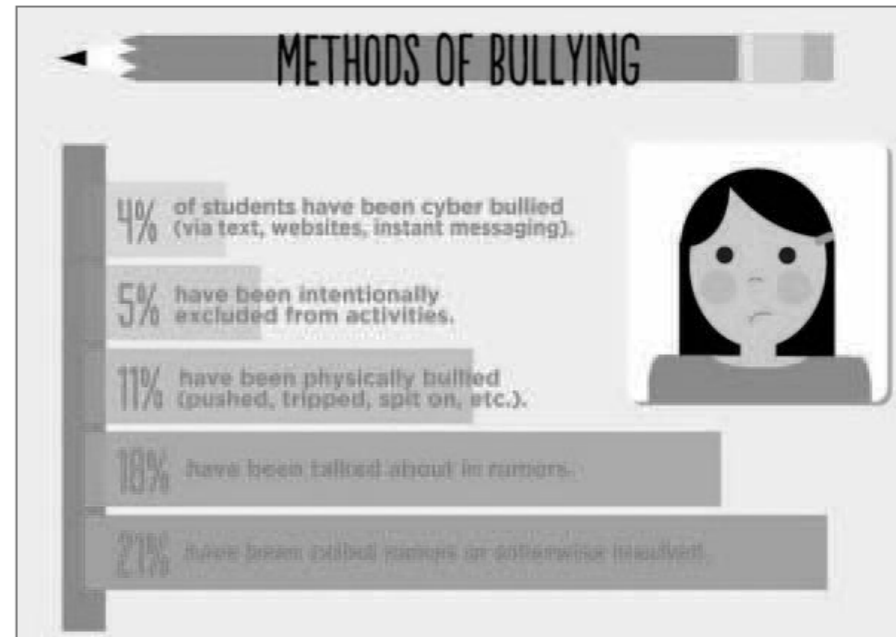 METHODS OF BULLYING
4% of students have been cyber bullied
(via text, websites, instant messaging).
5% have been intentionally
excluded from activities.
11% have been physically bullied
(pushed, tripped, spit on, etc.).
18% have been talked about in rumors.
21% have been or otherwise